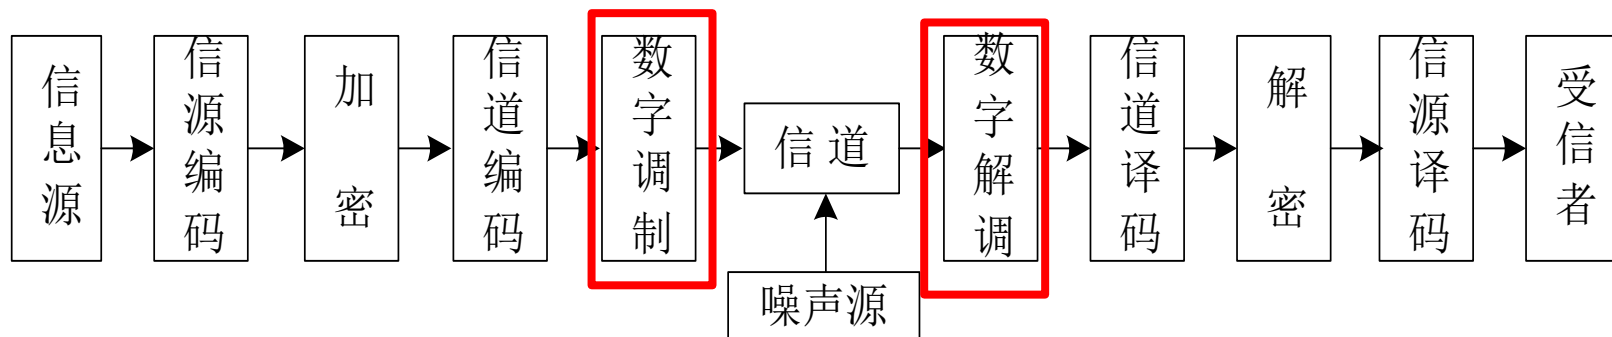 信息源
信源编码
加密
信道编码
数字调制
信道
噪声源
数字解调
信道译码
解密
信源译码
受信者